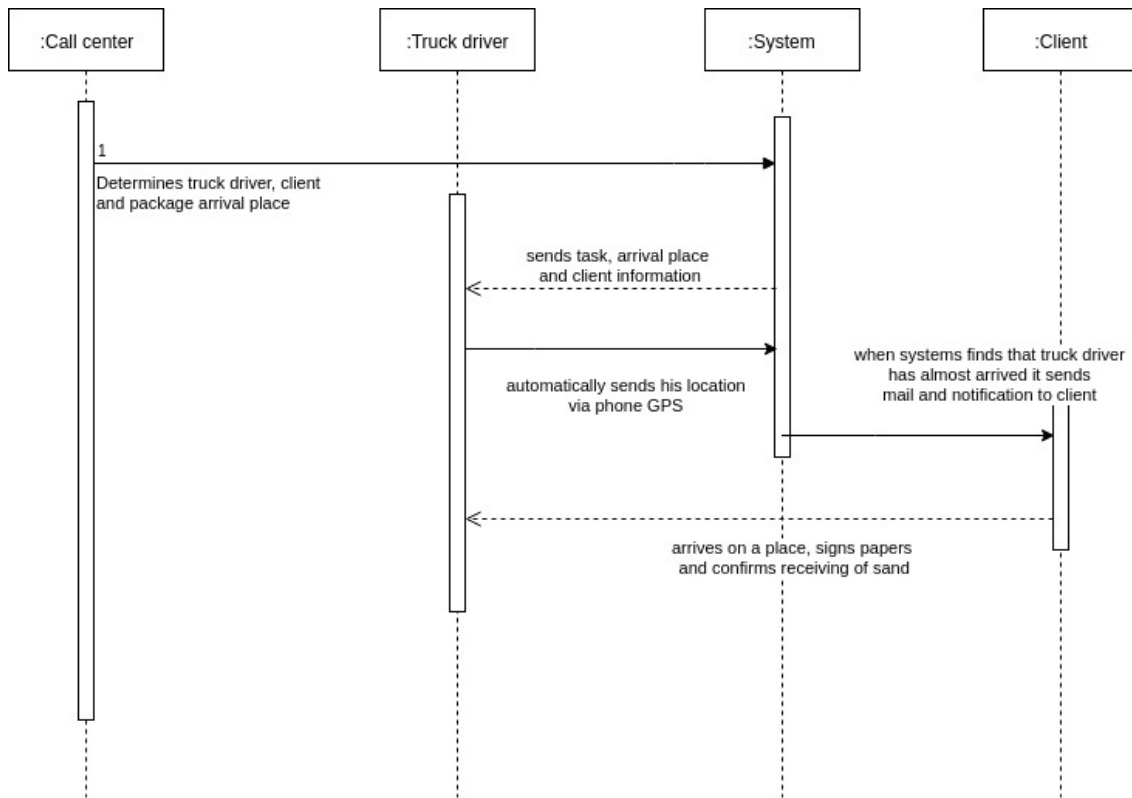 :Call center
:Truck driver
:System
:Client
1
Determines truck driver, client
and package arrival place
sends task, arrival place
and client information
automatically sends his location
via phone GPS
when systems finds that truck driver
has almost arrived it sends
mail and notification to client
arrives on a place, signs papers
and confirms receiving of sand